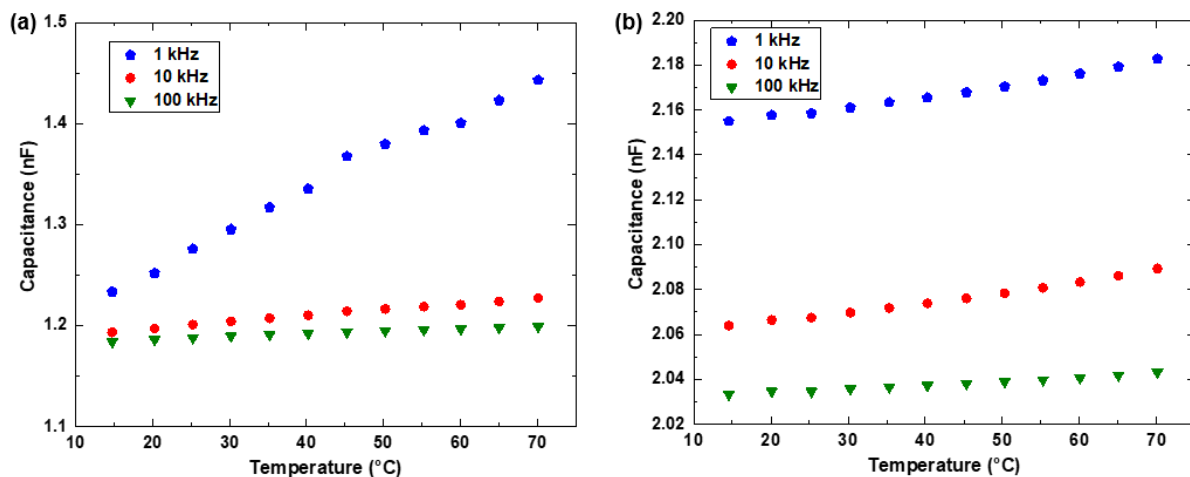 (a)
1 kHz
10 kHz
100 kHz
1.5
1.4
1.3
1.2
1.1
Capacitance (nF)
10 20 30 40 50 60 70
Temperature (°C)
(b)
1 kHz
10 kHz
100 kHz
2.20
2.18
2.16
2.14
2.12
2.10
2.08
2.06
2.04
2.02
Capacitance (nF)
10 20 30 40 50 60 70
Temperature (°C)